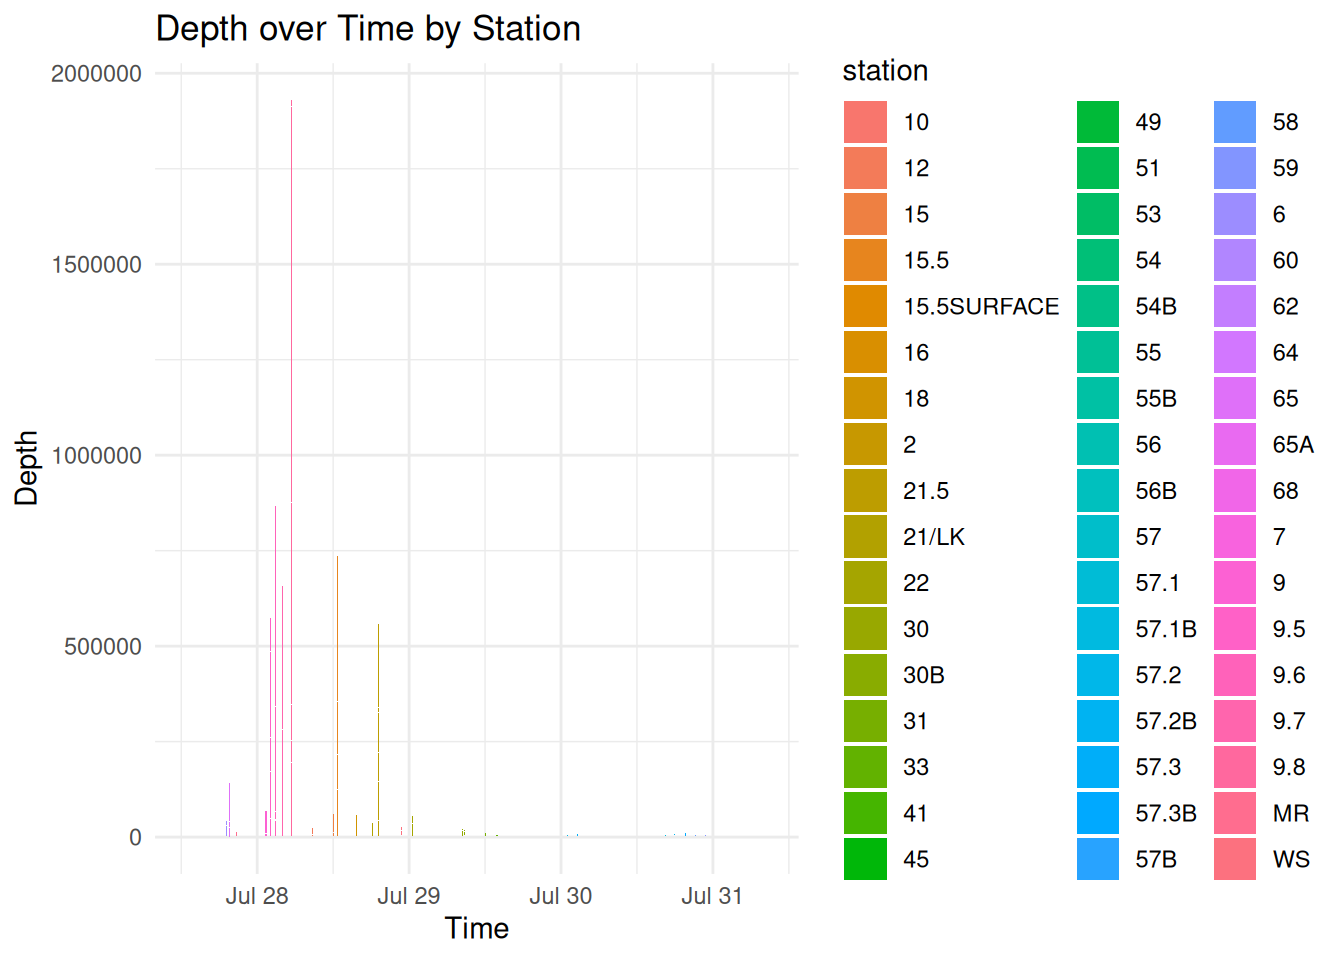 Depth over Time by Station
2000000
1500000
1000000
500000
0
Depth
Jul 28
Jul 29
Jul 30
Jul 31
Time
station
10
12
15
15.5
15.5SURFACE
16
18
2
21.5
21/LK
22
30
30B
31
33
41
45
49
51
53
54
54B
55
55B
56
56B
57
57.1
57.1B
57.2
57.2B
57.3
57.3B
57B
58
59
6
60
62
64
65
65A
68
7
9
9.5
9.6
9.7
9.8
MR
WS